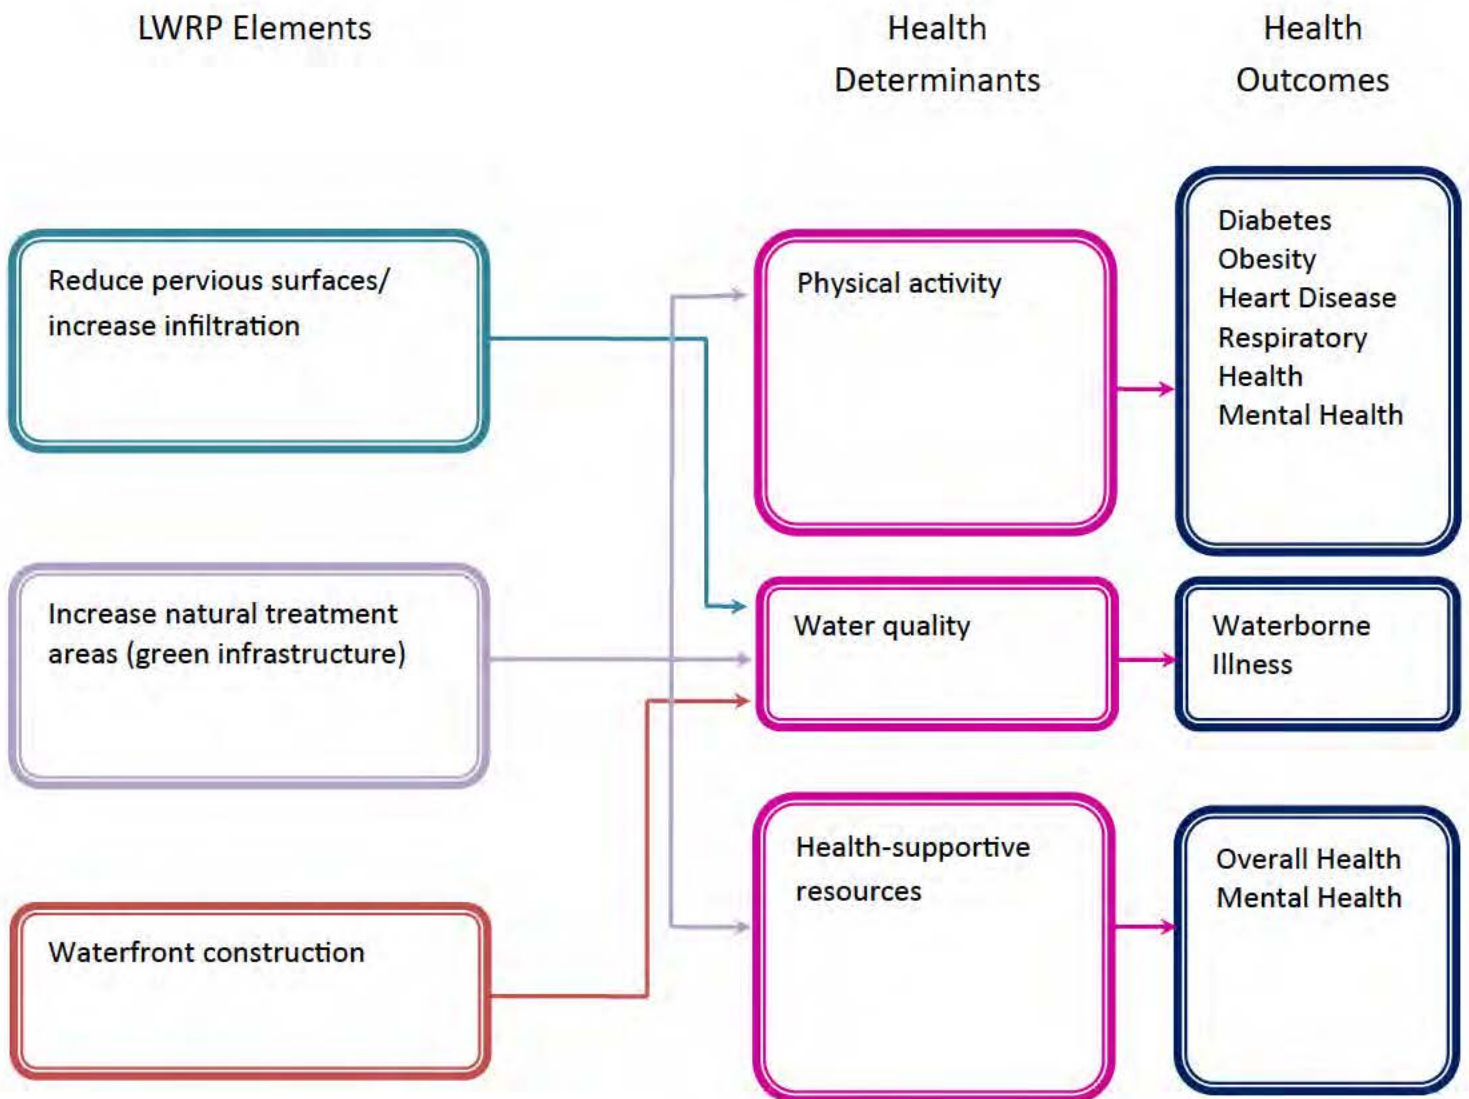 LWRP Elements
Health
Determinants
Health
Outcomes
Reduce pervious surfaces/
increase infiltration
Increase natural treatment
areas (green infrastructure)
Waterfront construction
Physical activity
Water quality
Health-supportive
resources
Diabetes
Obesity
Heart Disease
Respiratory
Health
Mental Health
Waterborne
Illness
Overall Health
Mental Health